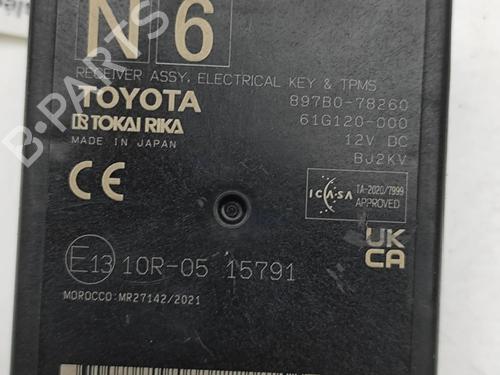 N 6
RECEIVER ASSY, ELECTRICAL KEY & TPMS
TOYOTA 897B0-78260
TOKAI RIKA 61G120-000
MADE IN JAPAN 12V DC
BJ2KV
CE
ICASA TA-2020/7999
APPROVED
UK
CA
E13 10R-05 15791
MOROCCO:MR27142/2021
B-PARTS